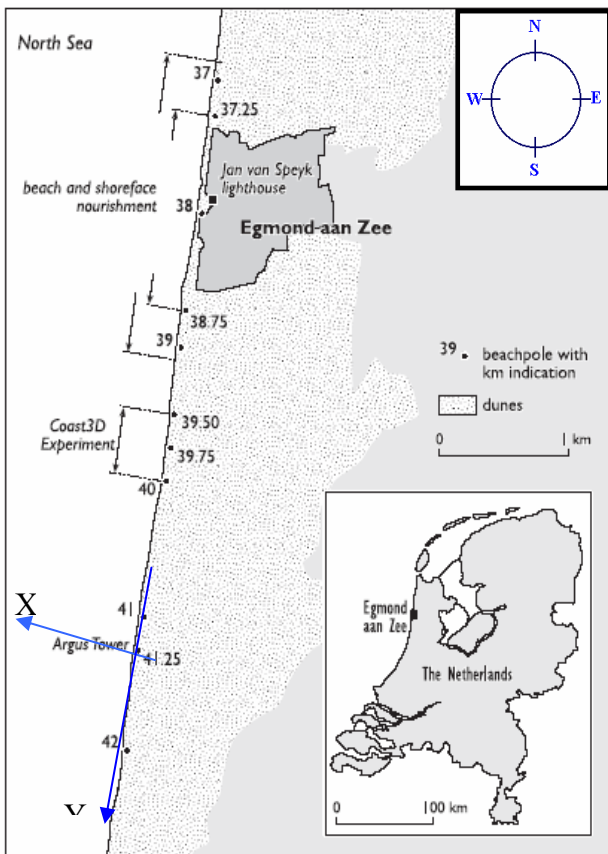 North Sea
N
W
E
S
37
37.25
Jan van Speyk
lighthouse
beach and shoreface
nourishment
38
Egmond-aan Zee
38.75
39
39
beachpole with
km indication
dunes
0
1 km
39.50
Coast3D
Experiment
39.75
40
X
41
Argus Tower
41.25
42
Egmond
aan Zee
The Netherlands
0
100 km